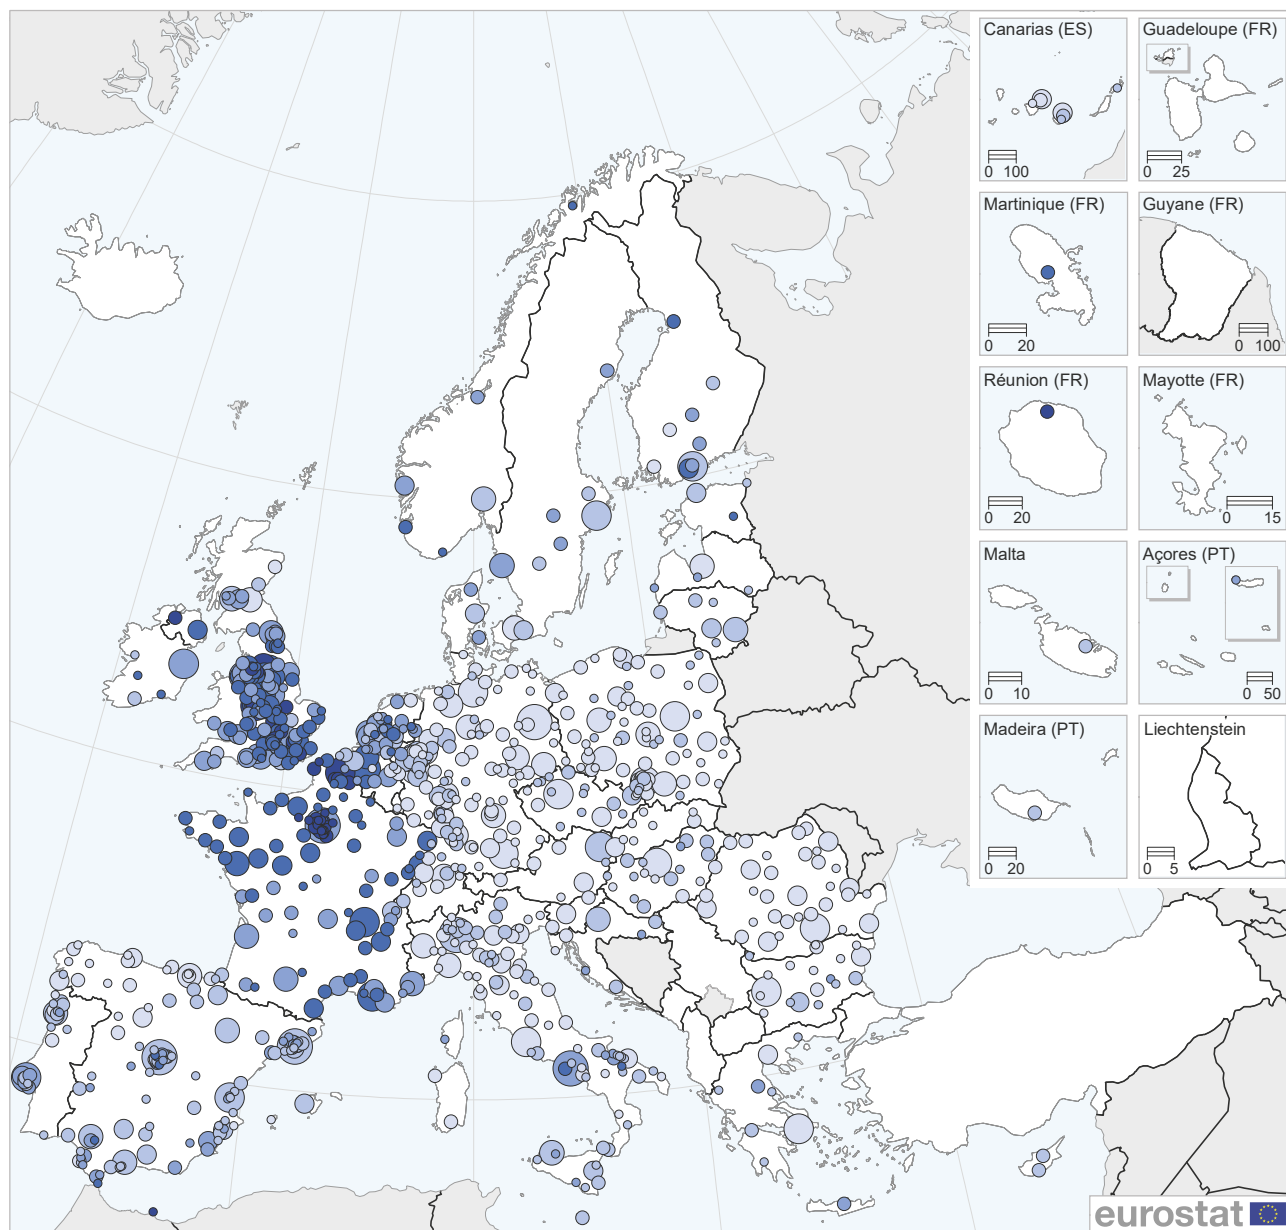 Canarias (ES)
0 100
Guadeloupe (FR)
0 25
Martinique (FR)
0 20
Guyane (FR)
0 100
Réunion (FR)
0 20
Mayotte (FR)
0 15
Malta
0 10
Açores (PT)
0 50
Madeira (PT)
0 20
Liechtenstein
0 5
eurostat